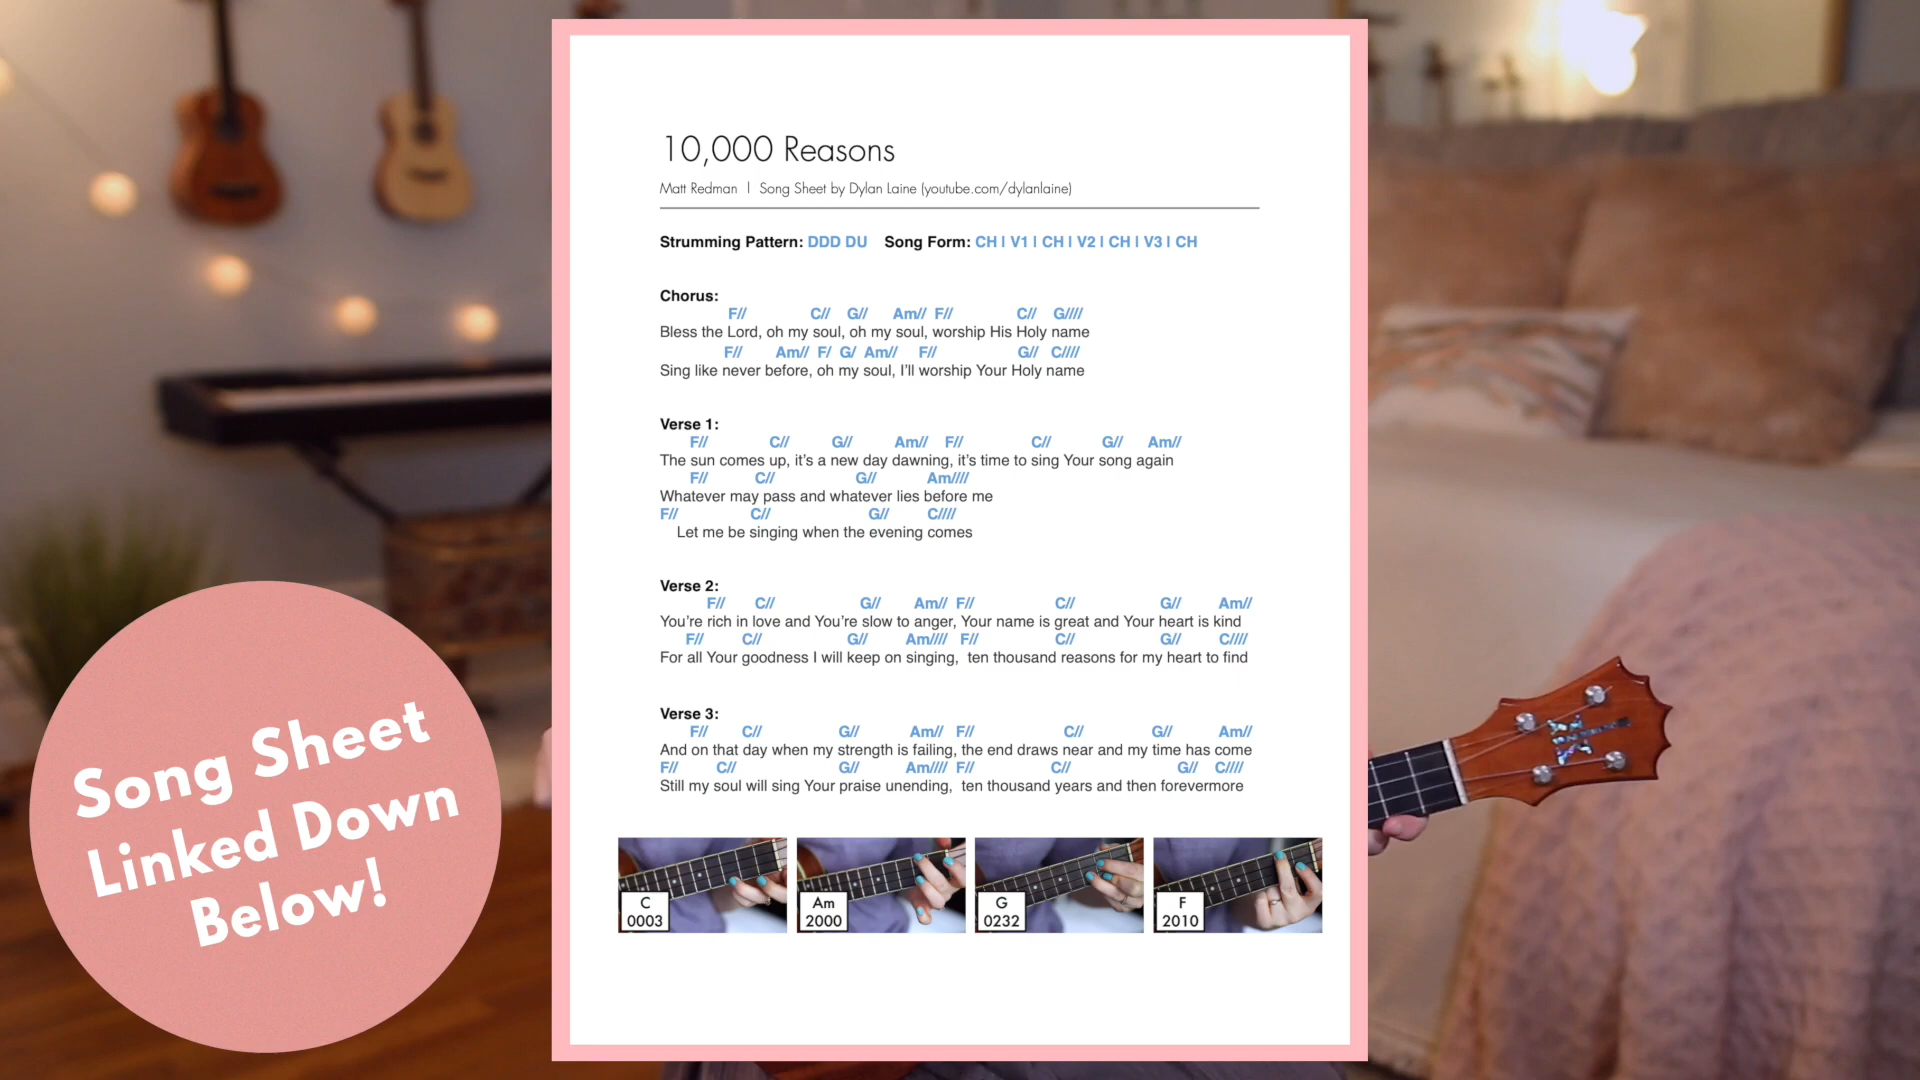 10,000 Reasons
Matt Redman | Song Sheet by Dylan Laine (youtube.com/dylanlaine)
Strumming Pattern: DDD DU Song Form: CH | V1 | CH | V2 | CH | V3 | CH
Chorus:
F// C// G// Am// F// C// G////
Bless the Lord, oh my soul, oh my soul, worship His Holy name
F// Am// F/ G/ Am// F// G// C////
Sing like never before, oh my soul, I'll worship Your Holy name
Verse 1:
F// C// G// Am// F// C// G// Am//
The sun comes up, it's a new day dawning, it's time to sing Your song again
F// C// G// Am////
Whatever may pass and whatever lies before me
F// C// G// C////
Let me be singing when the evening comes
Verse 2:
F// C// G// Am// F// C// G// Am//
You're rich in love and You're slow to anger, Your name is great and Your heart is kind
F// C// G// Am//// F// C// G// C////
For all Your goodness I will keep on singing, ten thousand reasons for my heart to find
Verse 3:
F// C// G// Am// F// C// G// Am//
And on that day when my strength is failing, the end draws near and my time has come
F// C// G// Am//// F// C// G// C////
Still my soul will sing Your praise unending, ten thousand years and then forevermore
C
0003
Am
2000
G
0232
F
2010
Song Sheet
Linked Down
Below!